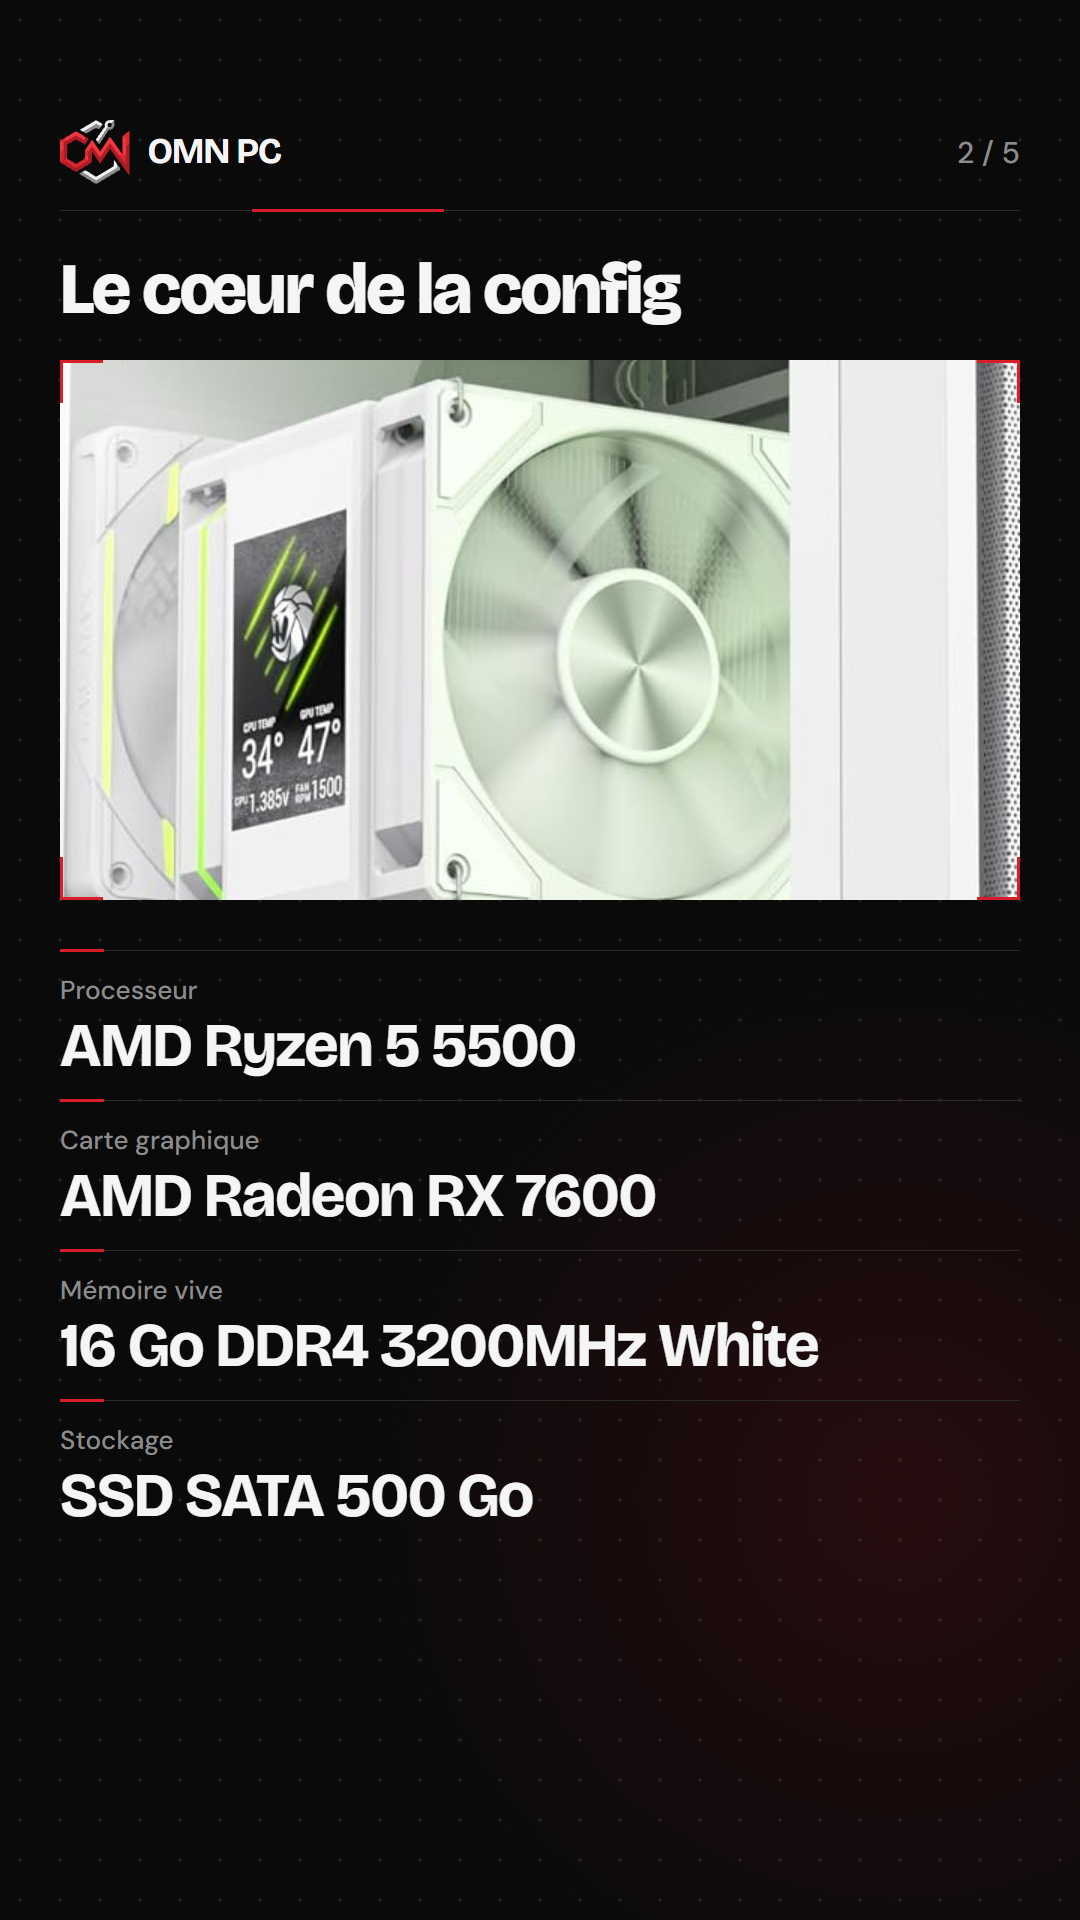 OMN PC
2 / 5
Le cœur de la config
CPU TEMP
GPU TEMP
34° 47°
CPU 1.385v FAN RPM 1500
Processeur
AMD Ryzen 5 5500
Carte graphique
AMD Radeon RX 7600
Mémoire vive
16 Go DDR4 3200MHz White
Stockage
SSD SATA 500 Go